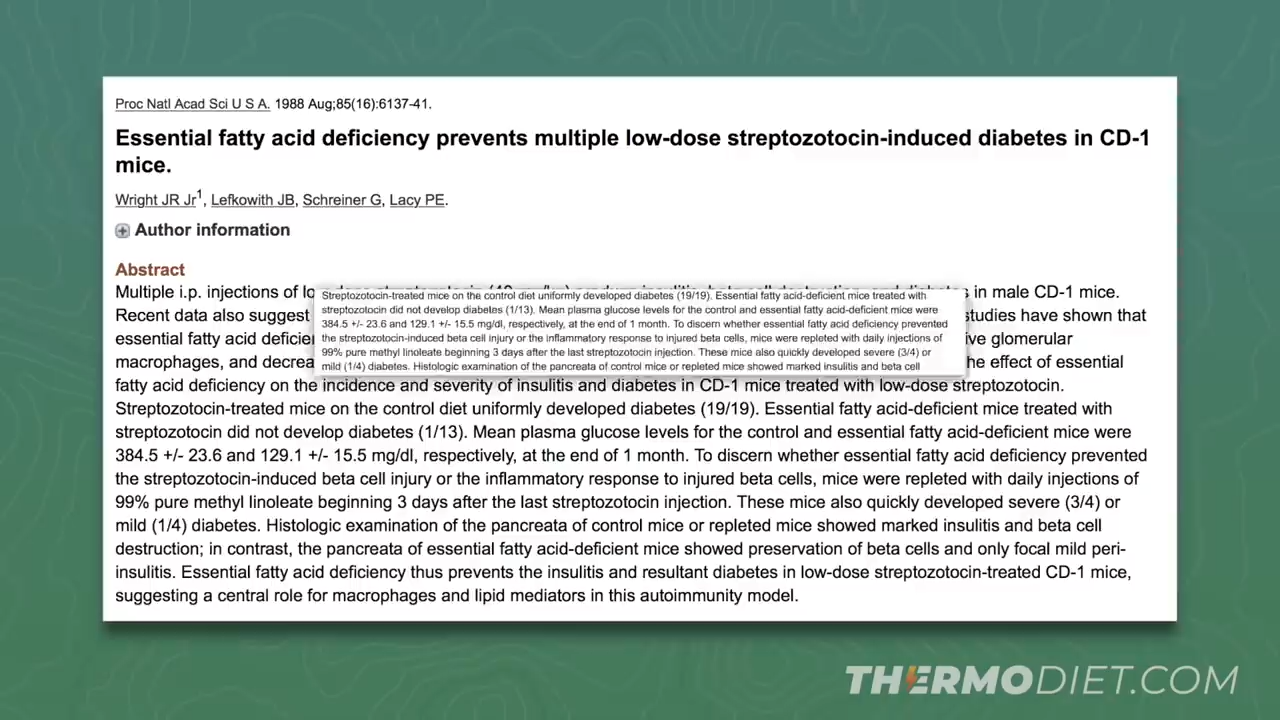 Proc Natl Acad Sci U S A. 1988 Aug;85(16):6137-41.
Essential fatty acid deficiency prevents multiple low-dose streptozotocin-induced diabetes in CD-1
mice.
Wright JR Jr1, Lefkowith JB, Schreiner G, Lacy PE.
Author information
Abstract
Multiple i.p. injections of lo in male CD-1 mice.
Recent data also suggest studies have shown that
essential fatty acid deficien ive glomerular
macrophages, and decrea he effect of essential
Streptozotocin-treated mice on the control diet uniformly developed diabetes (19/19). Essential fatty acid-deficient mice treated with
streptozotocin did not develop diabetes (1/13). Mean plasma glucose levels for the control and essential fatty acid-deficient mice were
384.5 +/- 23.6 and 129.1 +/- 15.5 mg/dl, respectively, at the end of 1 month. To discern whether essential fatty acid deficiency prevented
the streptozotocin-induced beta cell injury or the inflammatory response to injured beta cells, mice were repleted with daily injections of
99% pure methyl linoleate beginning 3 days after the last streptozotocin injection. These mice also quickly developed severe (3/4) or
mild (1/4) diabetes. Histologic examination of the pancreata of control mice or repleted mice showed marked insulitis and beta cell
fatty acid deficiency on the incidence and severity of insulitis and diabetes in CD-1 mice treated with low-dose streptozotocin.
Streptozotocin-treated mice on the control diet uniformly developed diabetes (19/19). Essential fatty acid-deficient mice treated with
streptozotocin did not develop diabetes (1/13). Mean plasma glucose levels for the control and essential fatty acid-deficient mice were
384.5 +/- 23.6 and 129.1 +/- 15.5 mg/dl, respectively, at the end of 1 month. To discern whether essential fatty acid deficiency prevented
the streptozotocin-induced beta cell injury or the inflammatory response to injured beta cells, mice were repleted with daily injections of
99% pure methyl linoleate beginning 3 days after the last streptozotocin injection. These mice also quickly developed severe (3/4) or
mild (1/4) diabetes. Histologic examination of the pancreata of control mice or repleted mice showed marked insulitis and beta cell
destruction; in contrast, the pancreata of essential fatty acid-deficient mice showed preservation of beta cells and only focal mild peri-
insulitis. Essential fatty acid deficiency thus prevents the insulitis and resultant diabetes in low-dose streptozotocin-treated CD-1 mice,
suggesting a central role for macrophages and lipid mediators in this autoimmunity model.
THERMODIET.COM